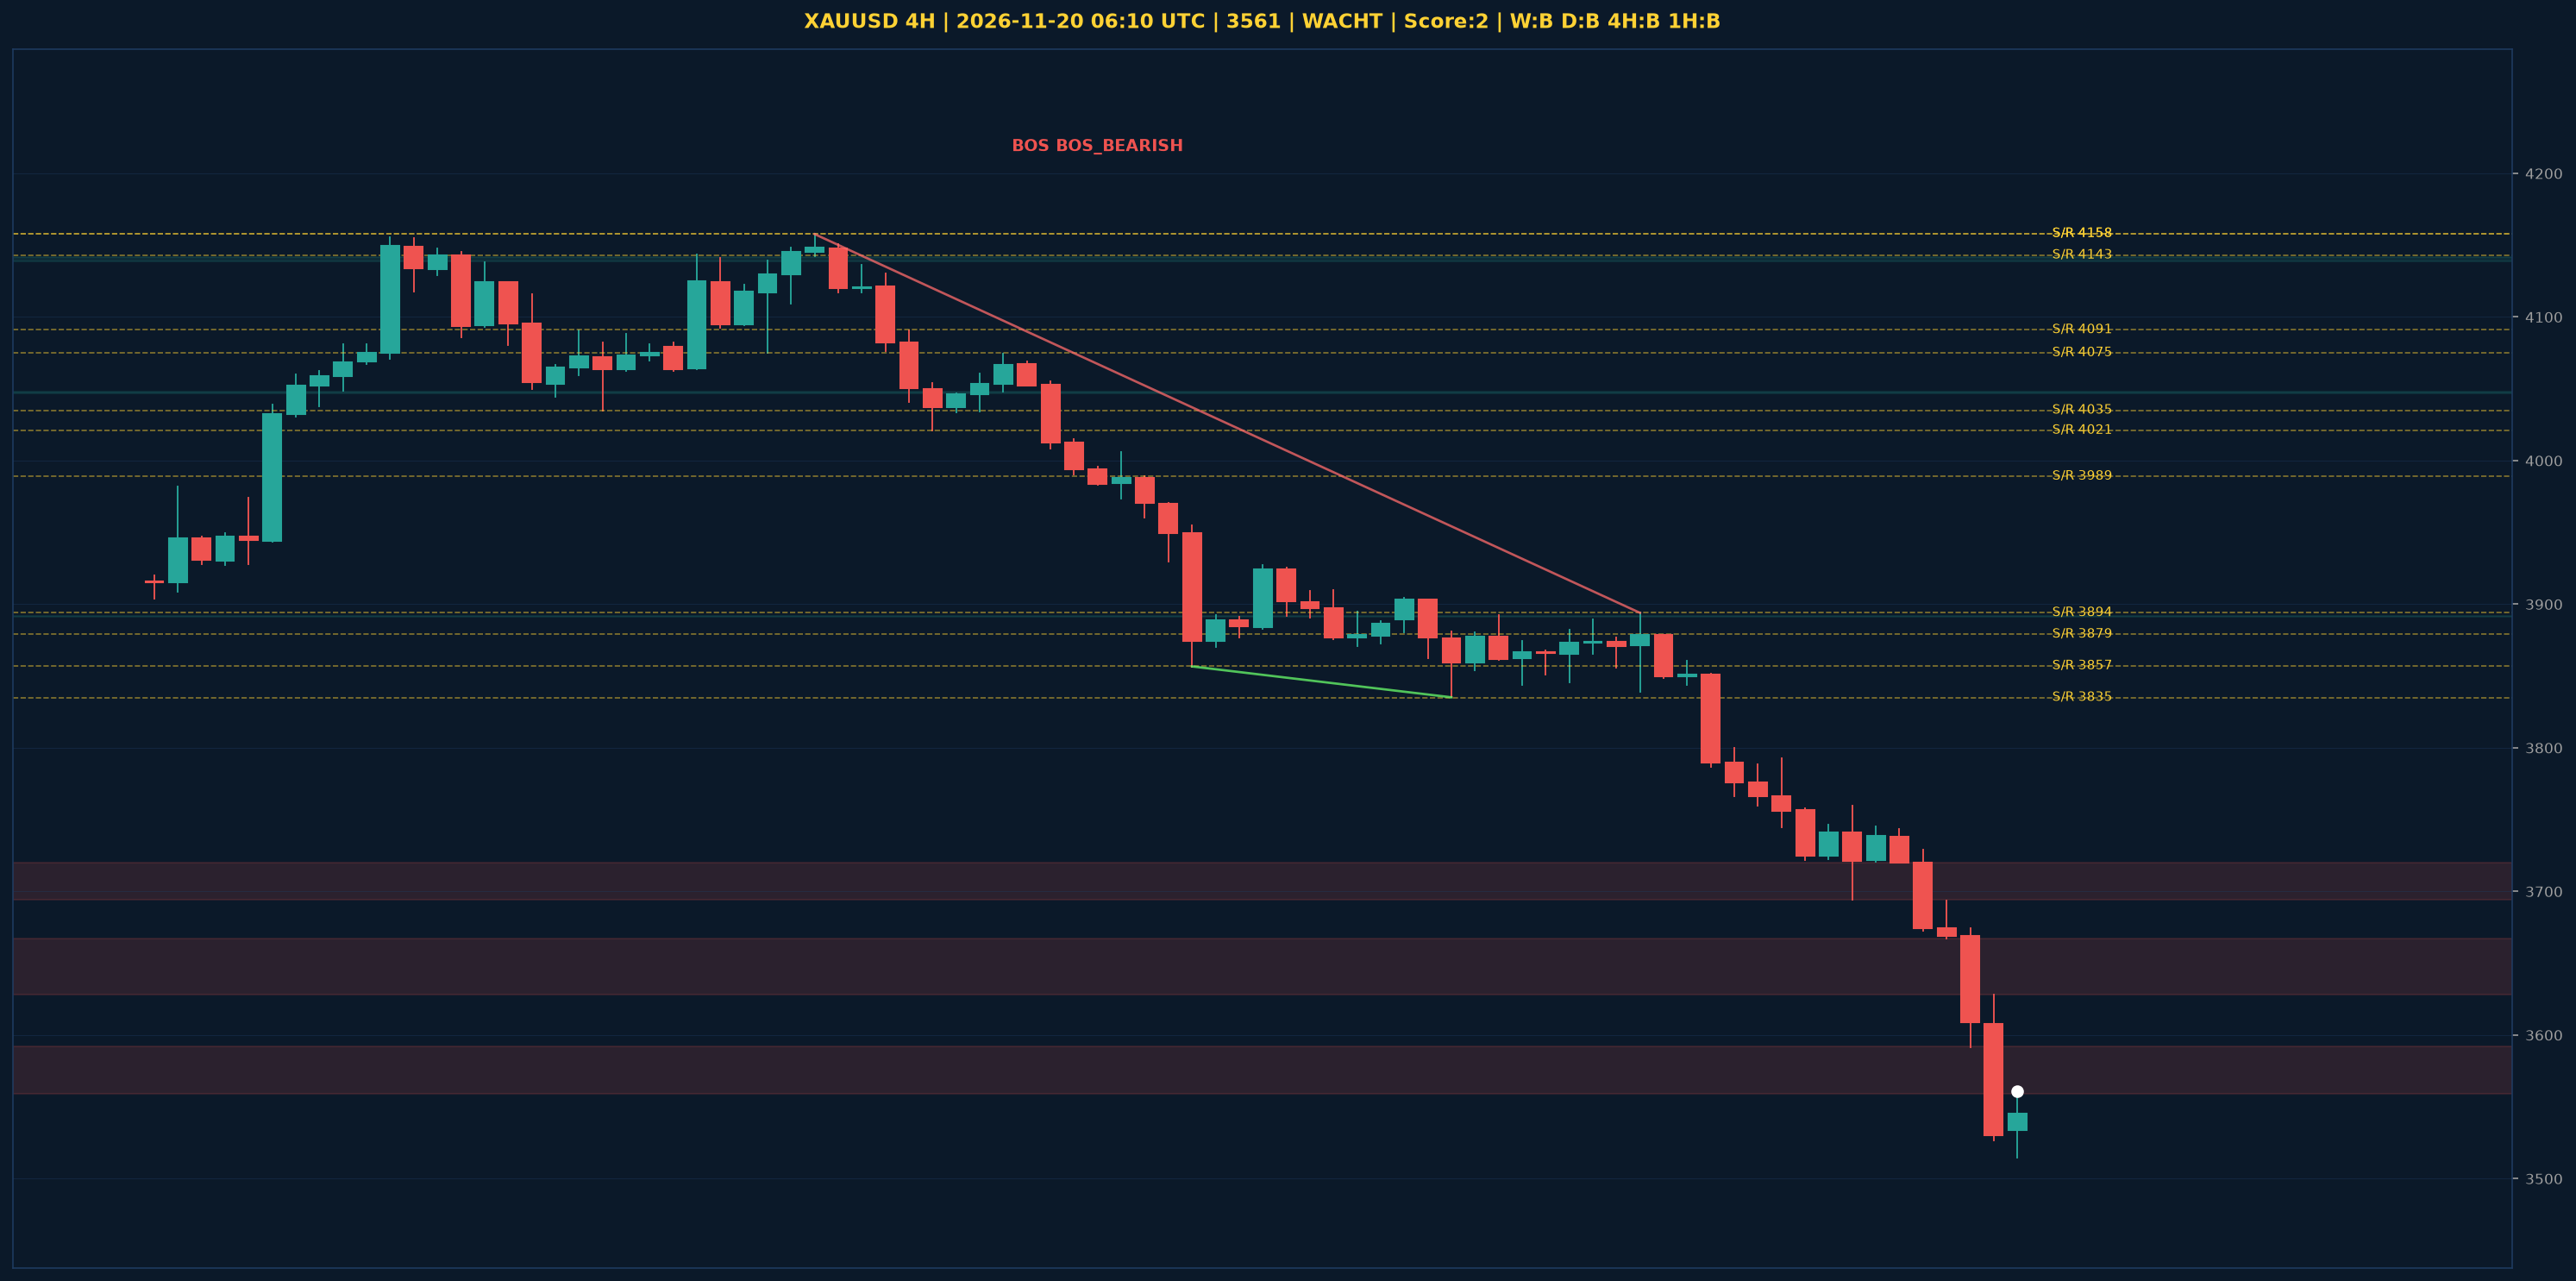 XAUUSD 4H | 2026-11-20 06:10 UTC | 3561 | WACHT | Score:2 | W:B D:B 4H:B 1H:B
BOS BOS_BEARISH
4200
S/R 4158
S/R 4143
4100
S/R 4091
S/R 4075
S/R 4035
S/R 4021
4000
S/R 3989
3900
S/R 3894
S/R 3879
S/R 3857
S/R 3835
3800
3700
3600
3500